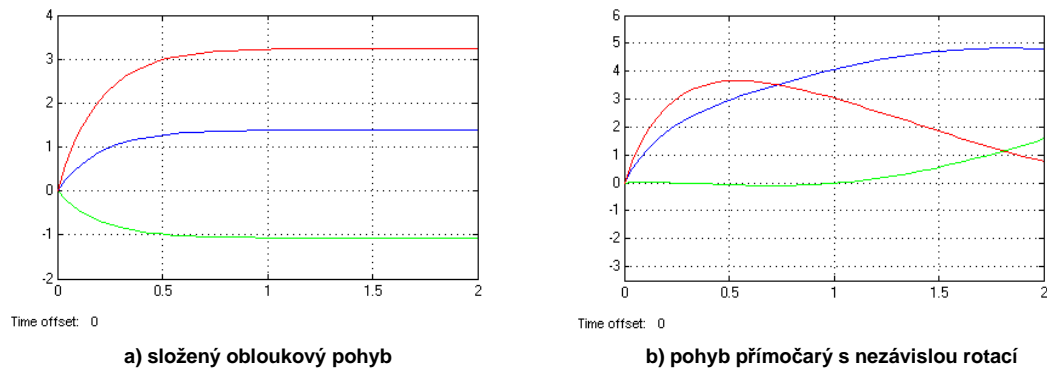 4
3
2
1
0
-1
-2
0 0.5 1 1.5 2
Time offset: 0
a) složený obloukový pohyb
6
5
4
3
2
1
0
-1
-2
-3
0 0.5 1 1.5 2
Time offset: 0
b) pohyb přímočarý s nezávislou rotací